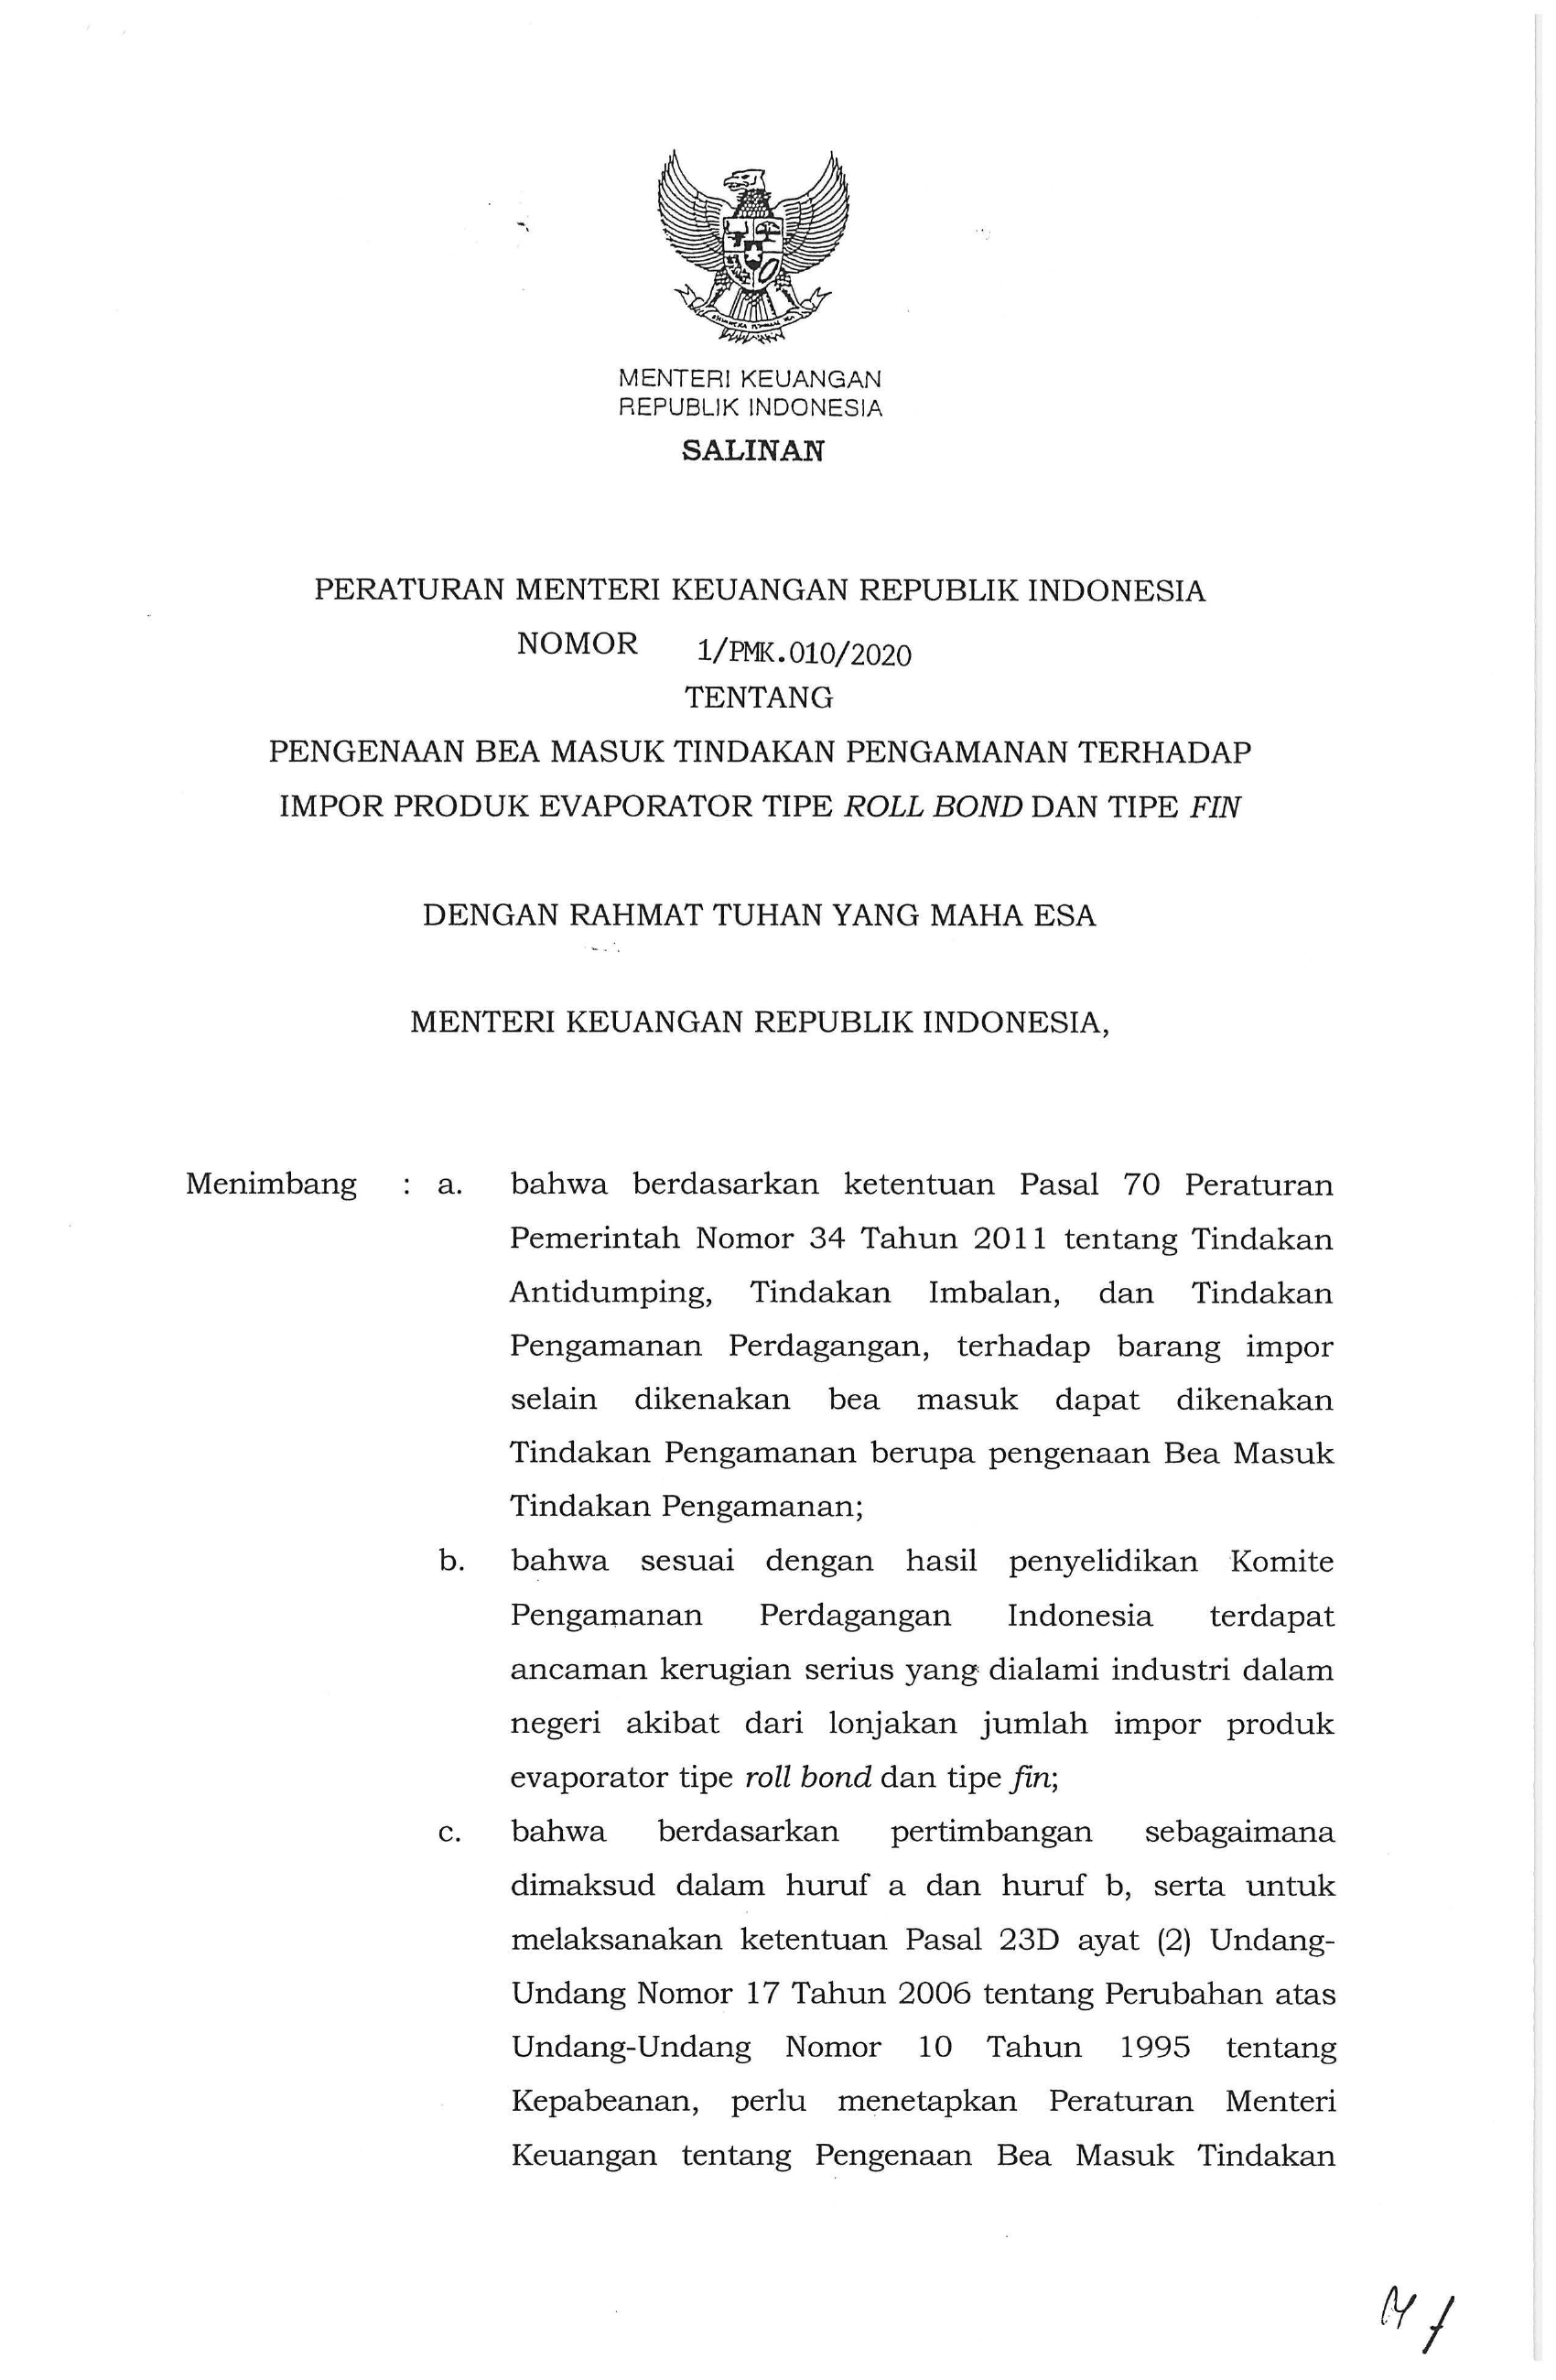 MENTERI KEUANGAN
REPUBLIK INDONESIA
SALINAN
PERATURAN MENTERI KEUANGAN REPUBLIK INDONESIA
NOMOR 1/PMK.010/2020
TENTANG
PENGENAAN BEA MASUK TINDAKAN PENGAMANAN TERHADAP
IMPOR PRODUK EVAPORATOR TIPE ROLL BOND DAN TIPE FIN
DENGAN RAHMAT TUHAN YANG MAHA ESA
MENTERI KEUANGAN REPUBLIK INDONESIA,
Menimbang : a. bahwa berdasarkan ketentuan Pasal 70 Peraturan
Pemerintah Nomor 34 Tahun 2011 tentang Tindakan
Antidumping, Tindakan Imbalan, dan Tindakan
Pengamanan Perdagangan, terhadap barang impor
selain dikenakan bea masuk dapat dikenakan
Tindakan Pengamanan berupa pengenaan Bea Masuk
Tindakan Pengamanan;
b. bahwa sesuai dengan hasil penyelidikan Komite
Pengamanan Perdagangan Indonesia terdapat
ancaman kerugian serius yang dialami industri dalam
negeri akibat dari lonjakan jumlah impor produk
evaporator tipe roll bond dan tipe fin;
c. bahwa berdasarkan pertimbangan sebagaimana
dimaksud dalam huruf a dan huruf b, serta untuk
melaksanakan ketentuan Pasal 23D ayat (2) Undang-
Undang Nomor 17 Tahun 2006 tentang Perubahan atas
Undang-Undang Nomor 10 Tahun 1995 tentang
Kepabeanan, perlu menetapkan Peraturan Menteri
Keuangan tentang Pengenaan Bea Masuk Tindakan